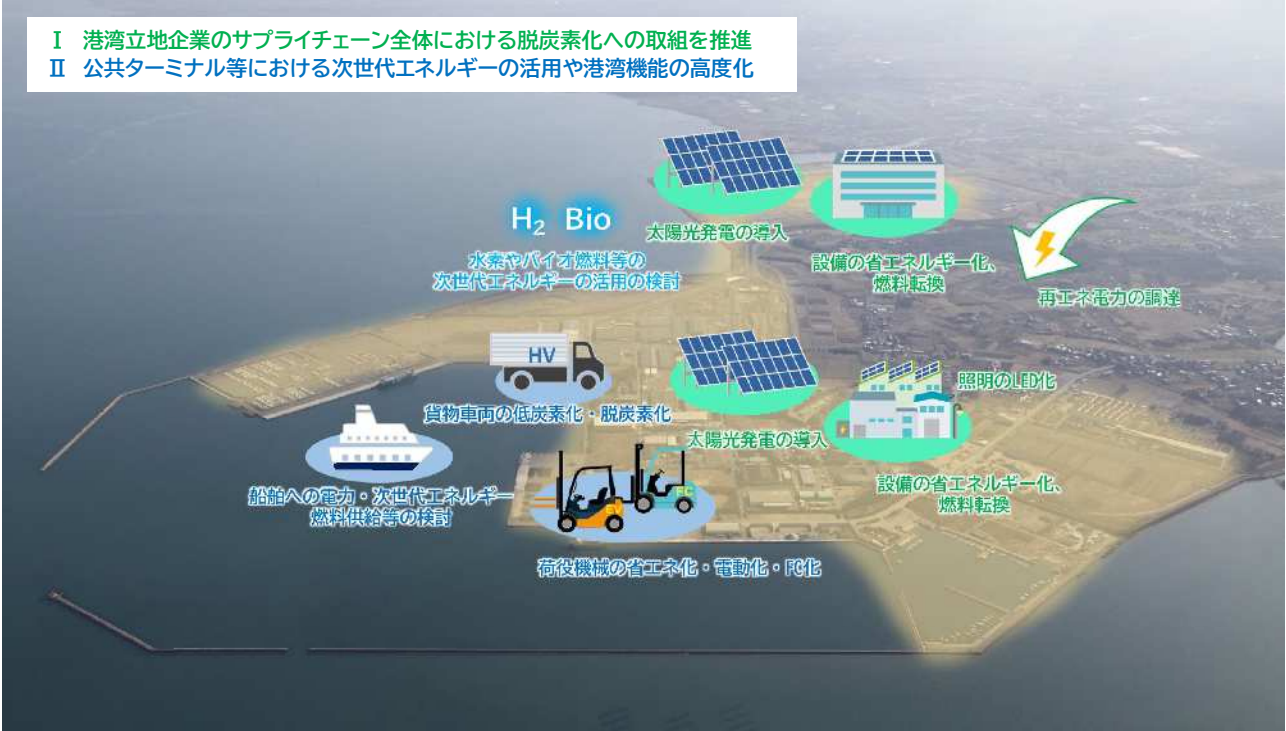 Ⅰ 港湾立地企業のサプライチェーン全体における脱炭素化への取組を推進
Ⅱ 公共ターミナル等における次世代エネルギーの活用や港湾機能の高度化
H₂ Bio
水素やバイオ燃料等の
次世代エネルギーの活用の検討
太陽光発電の導入
設備の省エネルギー化、
燃料転換
再エネ電力の調達
HV
貨物車両の低炭素化・脱炭素化
太陽光発電の導入
照明のLED化
設備の省エネルギー化、
燃料転換
船舶への電力・次世代エネルギー
燃料供給等の検討
EV
FC
荷役機械の省エネ化・電動化・FC化